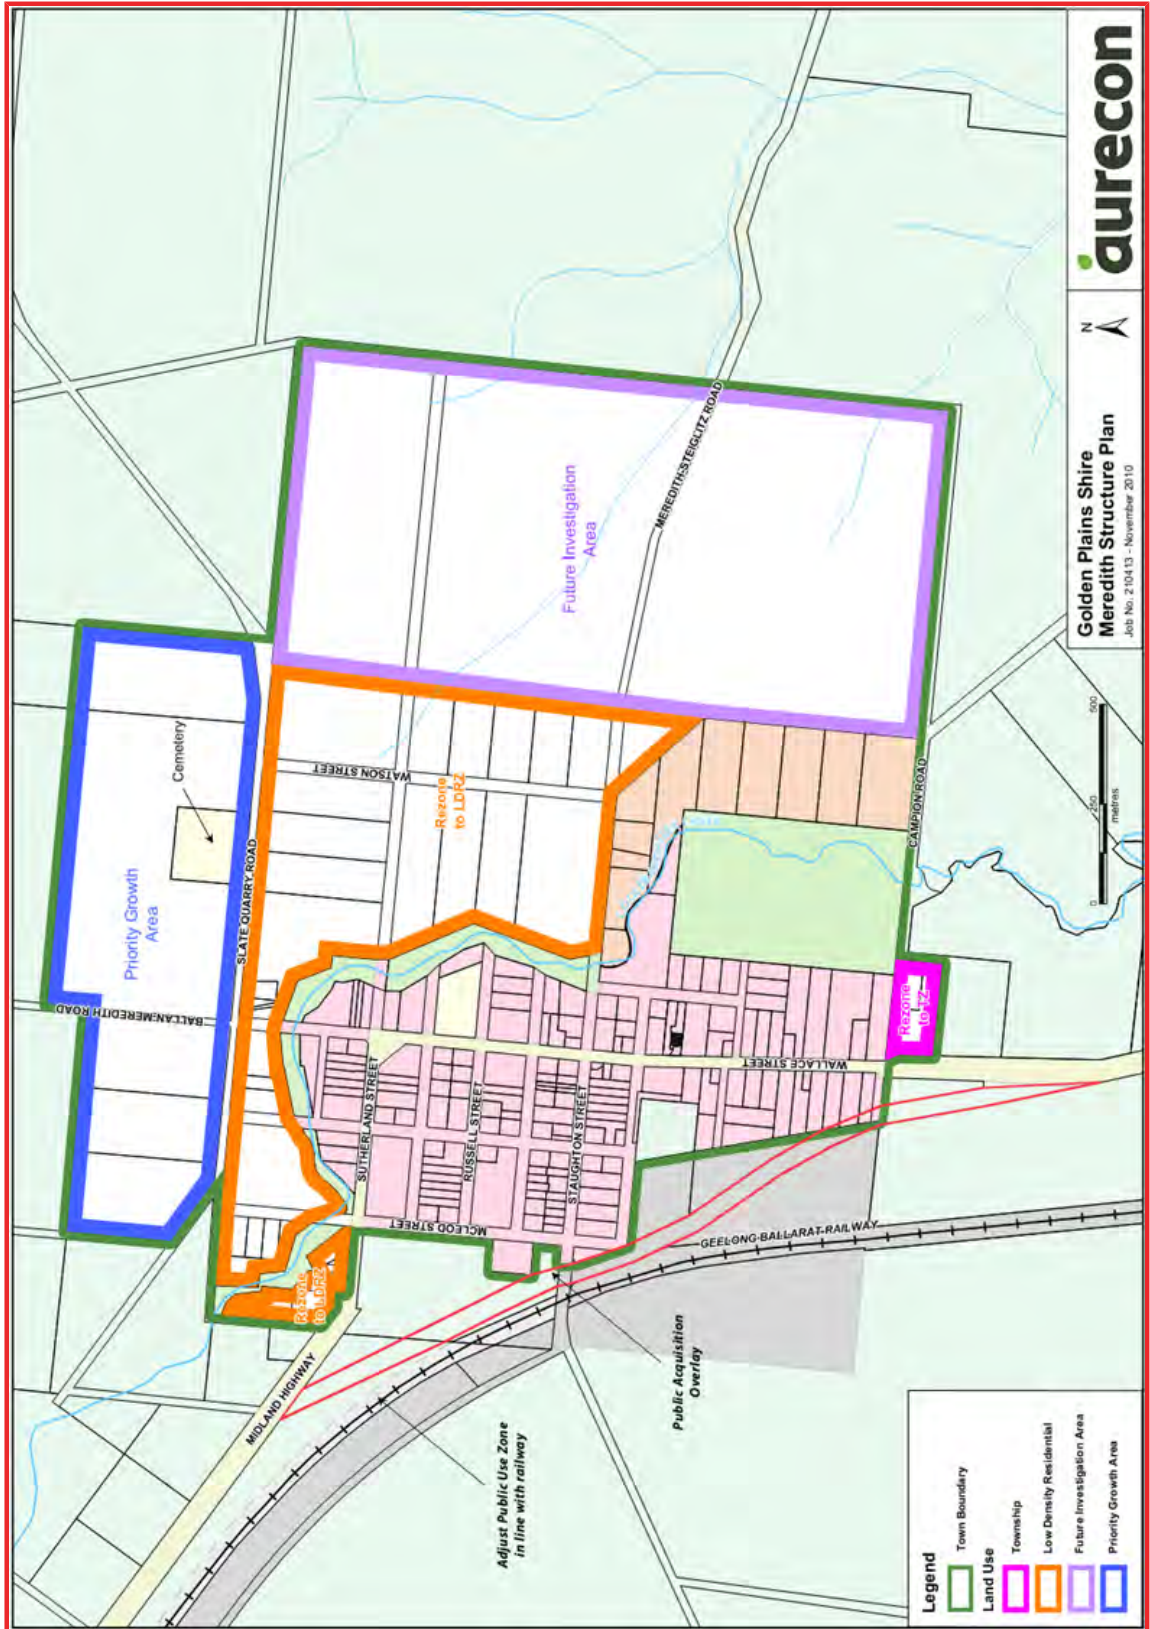 Priority Growth
Area
Cemetery
BALLAN-MEREDITH ROAD
SLATE QUARRY ROAD
WATSON STREET
Rezone
to LDRZ
Future Investigation
Area
MEREDITH-STEIGLITZ ROAD
SUTHERLAND STREET
RUSSELL STREET
STAUGHTON STREET
MCLEOD STREET
WALLACE STREET
CAMPION ROAD
Rezone
to TZ
Rezone
to LDRZ
MIDLAND HIGHWAY
GEELONG-BALLARAT-RAILWAY
Public Acquisition
Overlay
Adjust Public Use Zone
in line with railway
Legend
Town Boundary
Land Use
Township
Low Density Residential
Future Investigation Area
Priority Growth Area
0 250 500
metres
Golden Plains Shire
Meredith Structure Plan
Job No. 210413 - November 2010
N
aurecon